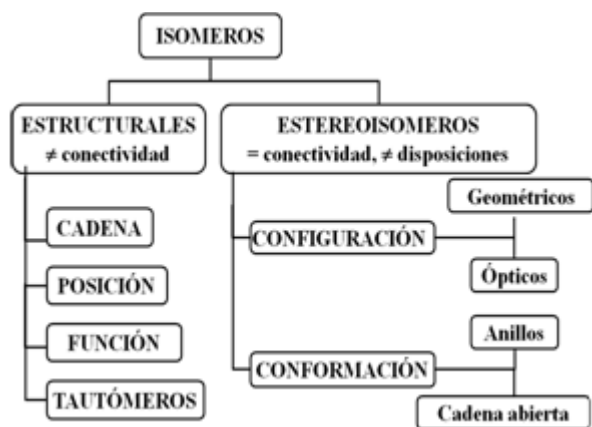 ISOMEROS
ESTRUCTURALES
≠ conectividad
CADENA
POSICIÓN
FUNCIÓN
TAUTÓMEROS
ESTEREOISOMEROS
= conectividad, ≠ disposiciones
CONFIGURACIÓN
Geométricos
Ópticos
CONFORMACIÓN
Anillos
Cadena abierta